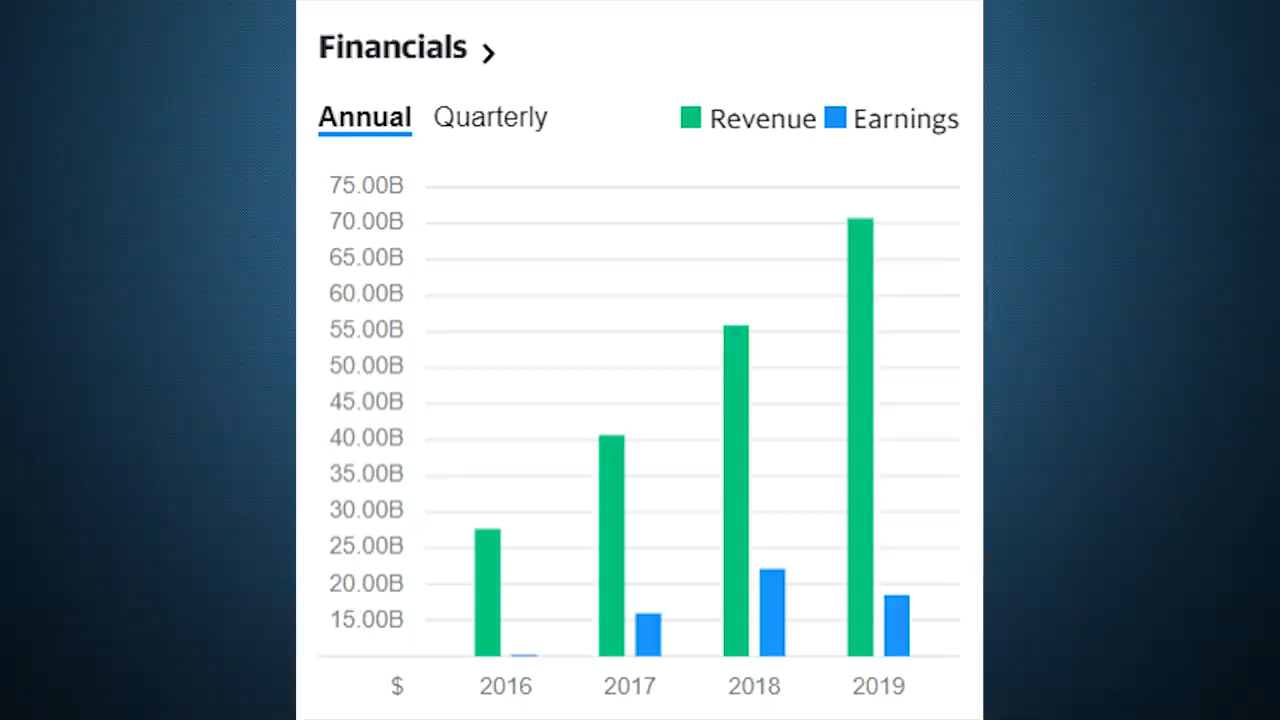 Financials >
Annual Quarterly Revenue Earnings
75.00B
70.00B
65.00B
60.00B
55.00B
50.00B
45.00B
40.00B
35.00B
30.00B
25.00B
20.00B
15.00B
$ 2016 2017 2018 2019